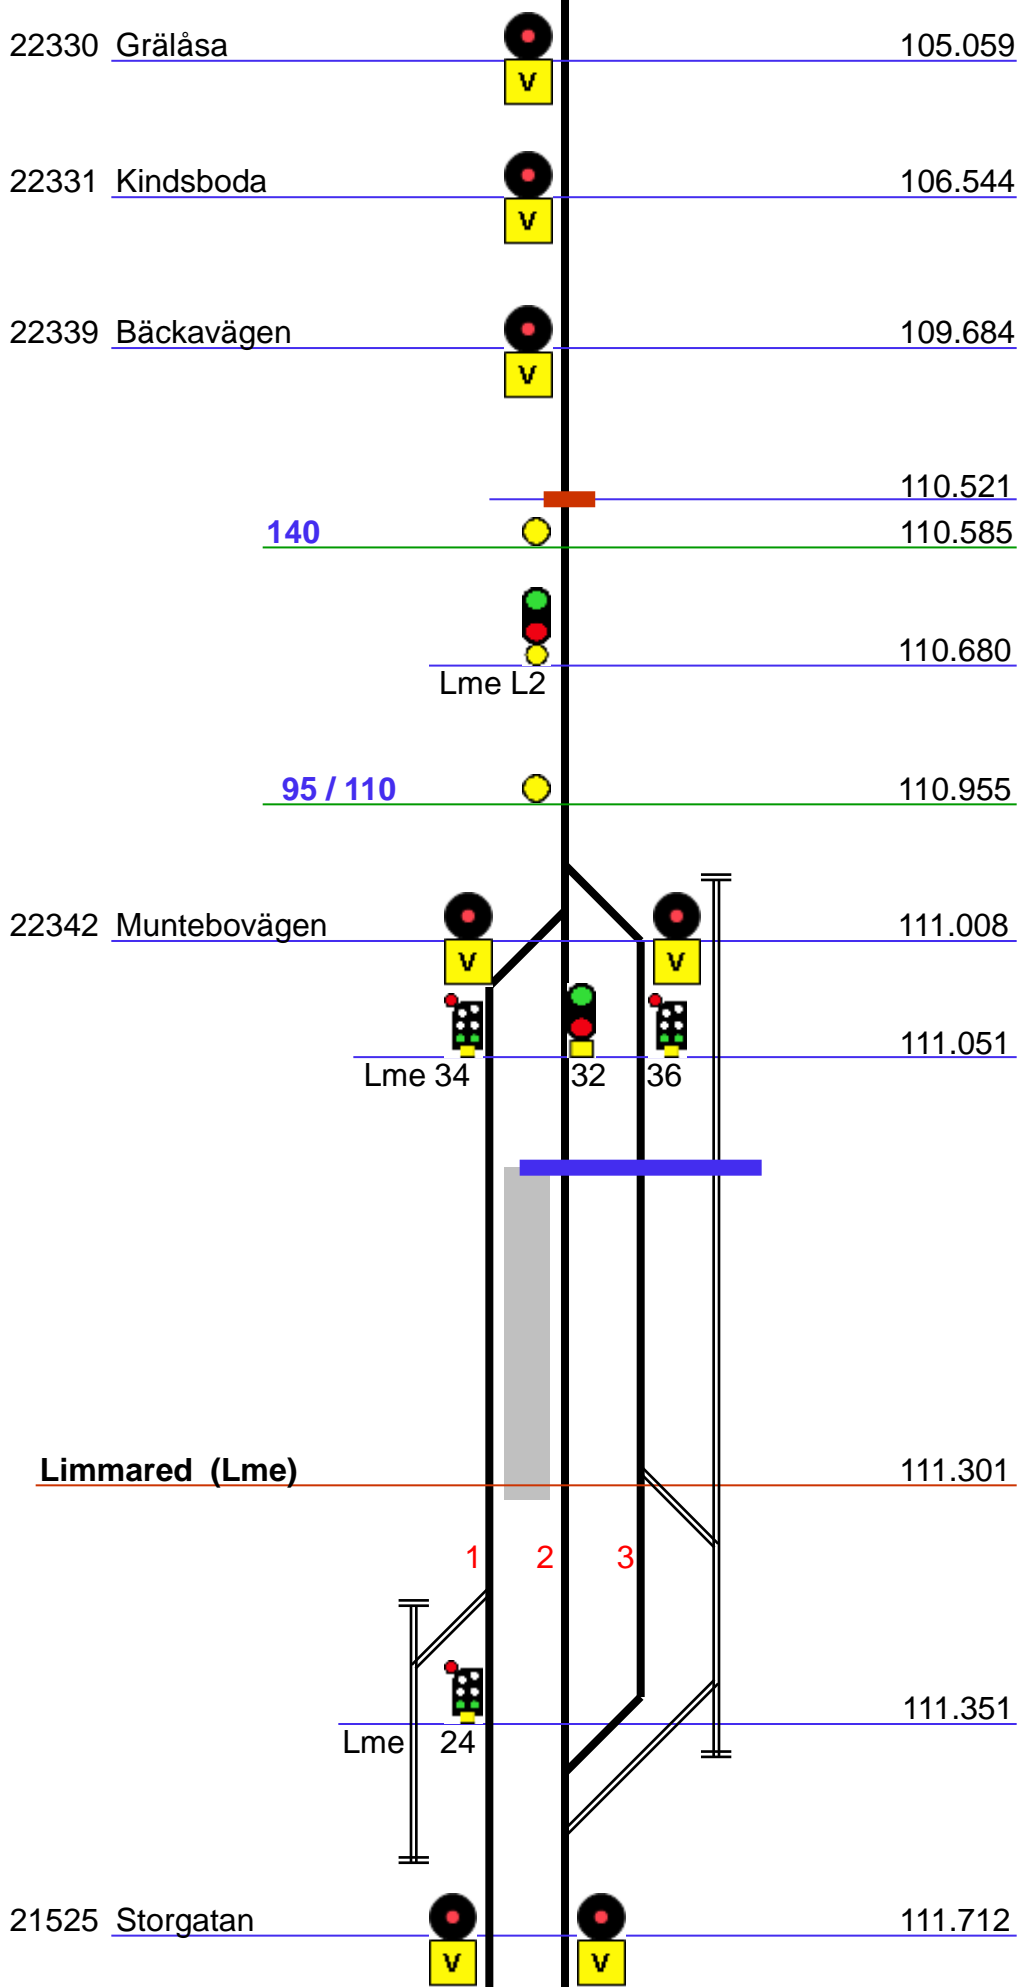 22330 Grälåsa 105.059
V
22331 Kindsboda 106.544
V
22339 Bäckavägen 109.684
V
110.521
140 110.585
110.680
Lme L2
95 / 110 110.955
22342 Muntebovägen 111.008
V V
111.051
Lme 34 32 36
Limmared (Lme) 111.301
1 2 3
111.351
Lme 24
21525 Storgatan 111.712
V V